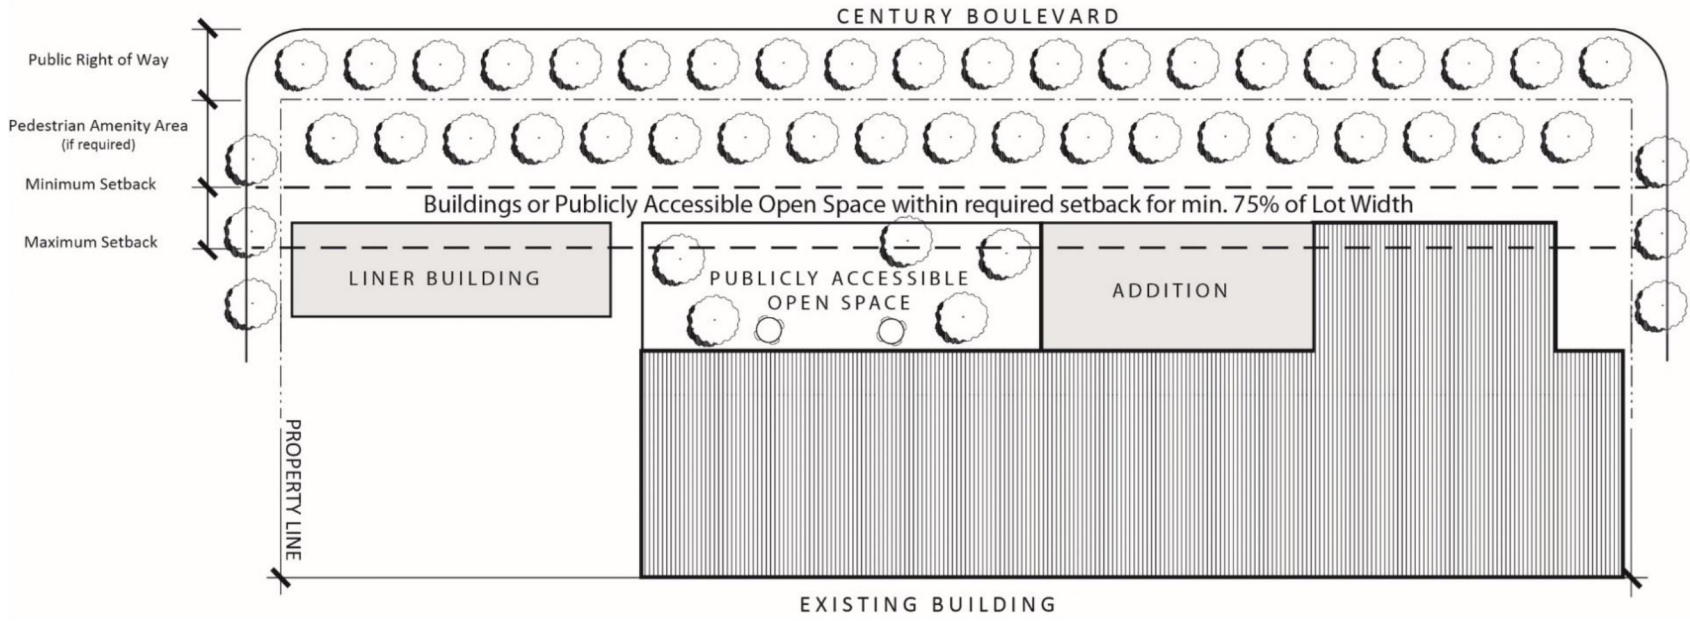 CENTURY BOULEVARD
Public Right of Way
Pedestrian Amenity Area
(if required)
Minimum Setback
Buildings or Publicly Accessible Open Space within required setback for min. 75% of Lot Width
Maximum Setback
LINER BUILDING
PUBLICLY ACCESSIBLE
OPEN SPACE
ADDITION
PROPERTY LINE
EXISTING BUILDING